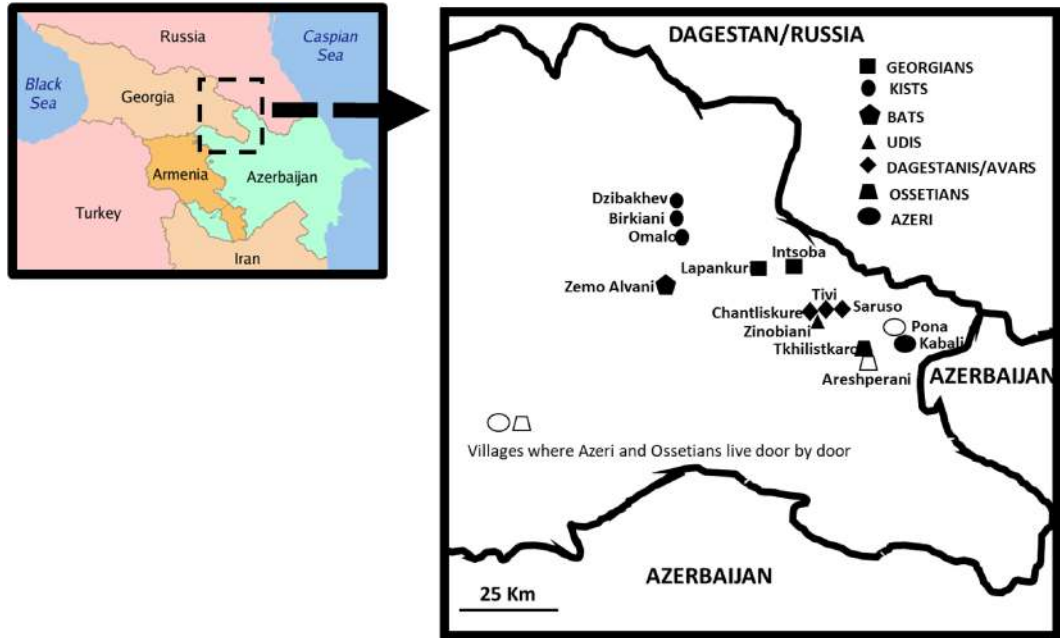 Russia
Caspian
Sea
Black
Sea
Georgia
Armenia
Azerbaijan
Turkey
Iran
DAGESTAN/RUSSIA
GEORGIANS
KISTS
BATS
UDIS
DAGESTANIS/AVARS
OSSETIANS
AZERI
Dzibakhev
Birkiani
Omalo
Intsoba
Lapankuri
Zemo Alvani
Tivi
Saruso
Chantliskure
Zinobiani
Pona
Kabali
Tkhilistkaro
Areshperani
AZERBAIJAN
Villages where Azeri and Ossetians live door by door
AZERBAIJAN
25 Km